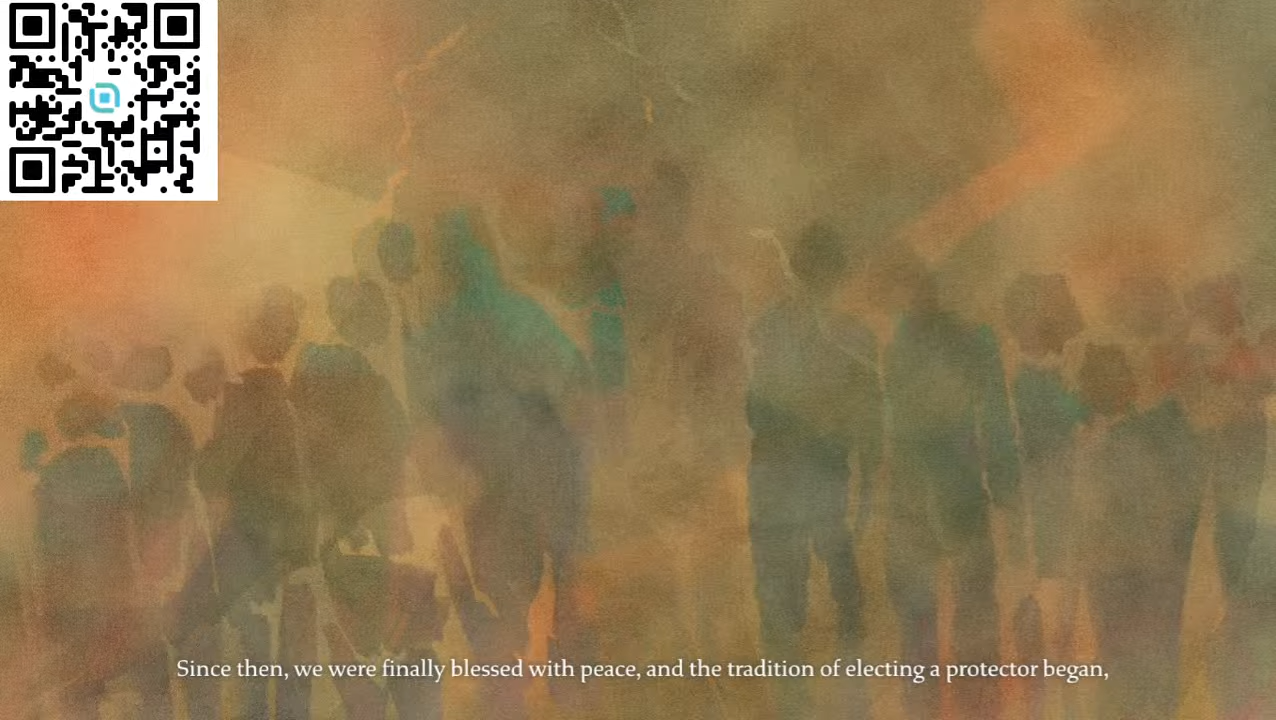 Since then, we were finally blessed with peace, and the tradition of electing a protector began,